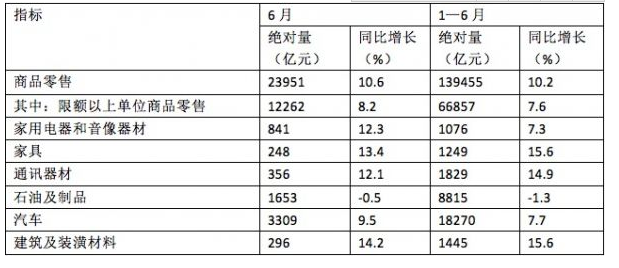 指标 6月 1—6月
绝对量 同比增长 绝对量 同比增长
（亿元） （%） （亿元） （%）
商品零售 23951 10.6 139455 10.2
其中：限额以上单位商品零售 12262 8.2 66857 7.6
家用电器和音像器材 841 12.3 1076 7.3
家具 248 13.4 1249 15.6
通讯器材 356 12.1 1829 14.9
石油及制品 1653 -0.5 8815 -1.3
汽车 3309 9.5 18270 7.7
建筑及装潢材料 296 14.2 1445 15.6